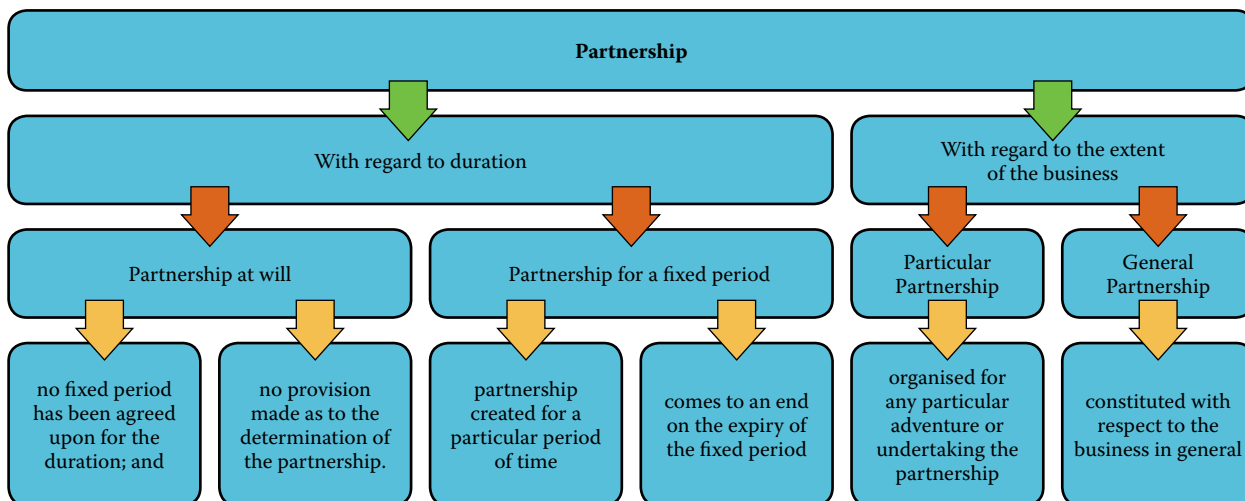 Partnership
With regard to duration
With regard to the extent
of the business
Partnership at will
Partnership for a fixed period
Particular
Partnership
General
Partnership
no fixed period
has been agreed
upon for the
duration; and
no provision
made as to the
determination of
the partnership.
partnership
created for a
particular period
of time
comes to an end
on the expiry of
the fixed period
organised for
any particular
adventure or
undertaking the
partnership
constituted with
respect to the
business in general